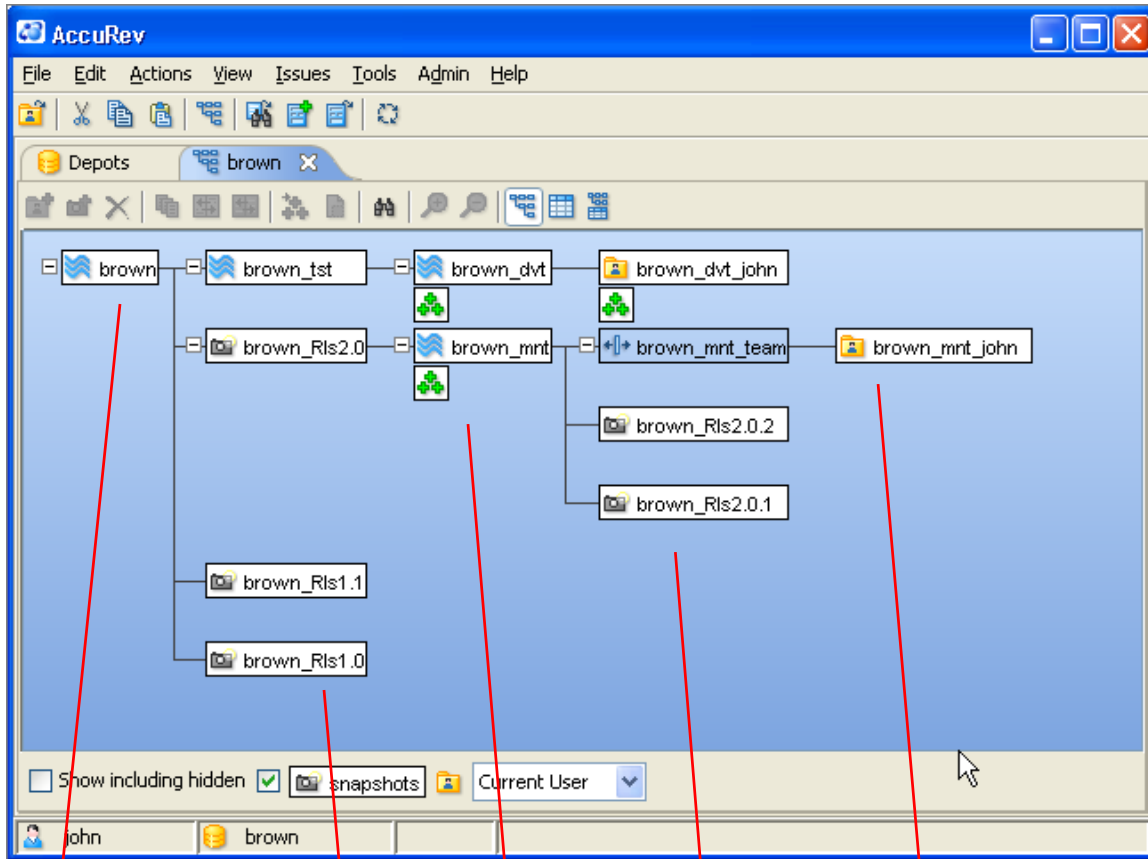 AccuRev
File Edit Actions View Issues Tools Admin Help
Depots brown
brown brown_tst brown_dvt brown_dvt_john
brown_Rls2.0 brown_mnt brown_mnt_team brown_mnt_john
brown_Rls2.0.2
brown_Rls2.0.1
brown_Rls1.1
brown_Rls1.0
Show including hidden snapshots Current User
john brown